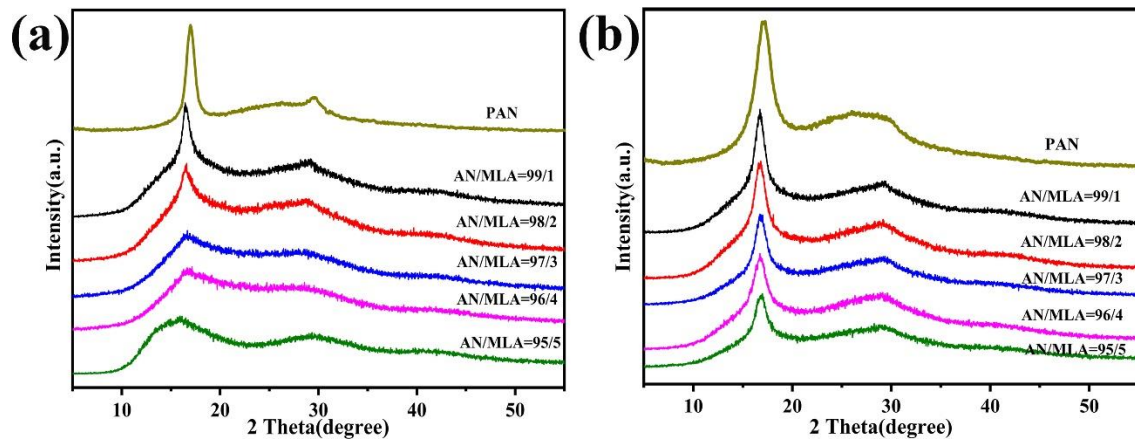 (a)
Intensity(a.u.)
PAN
AN/MLA=99/1
AN/MLA=98/2
AN/MLA=97/3
AN/MLA=96/4
AN/MLA=95/5
10 20 30 40 50
2 Theta(degree)
(b)
Intensity(a.u.)
PAN
AN/MLA=99/1
AN/MLA=98/2
AN/MLA=97/3
AN/MLA=96/4
AN/MLA=95/5
10 20 30 40 50
2 Theta(degree)